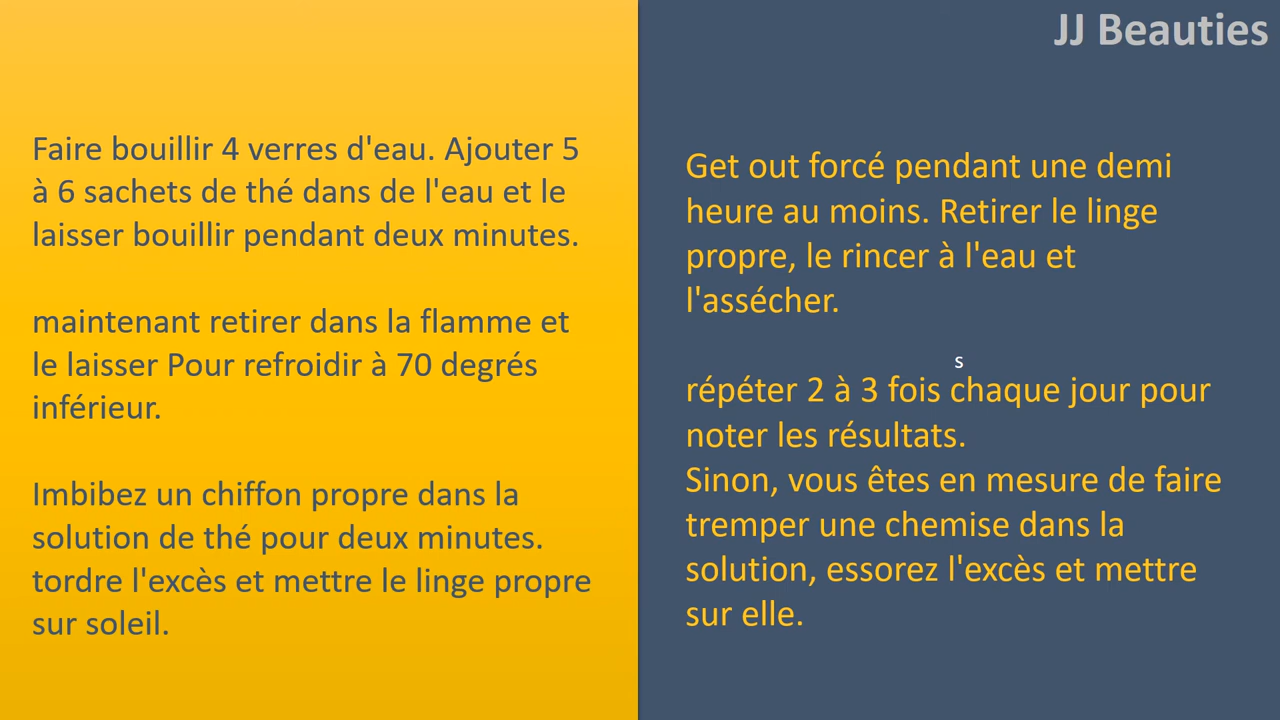 JJ Beauties
Faire bouillir 4 verres d'eau. Ajouter 5
à 6 sachets de thé dans de l'eau et le
laisser bouillir pendant deux minutes.
maintenant retirer dans la flamme et
le laisser Pour refroidir à 70 degrés
inférieur.
Imbibez un chiffon propre dans la
solution de thé pour deux minutes.
tordre l'excès et mettre le linge propre
sur soleil.
Get out forcé pendant une demi
heure au moins. Retirer le linge
propre, le rincer à l'eau et
l'assécher.
s
répéter 2 à 3 fois chaque jour pour
noter les résultats.
Sinon, vous êtes en mesure de faire
tremper une chemise dans la
solution, essorez l'excès et mettre
sur elle.